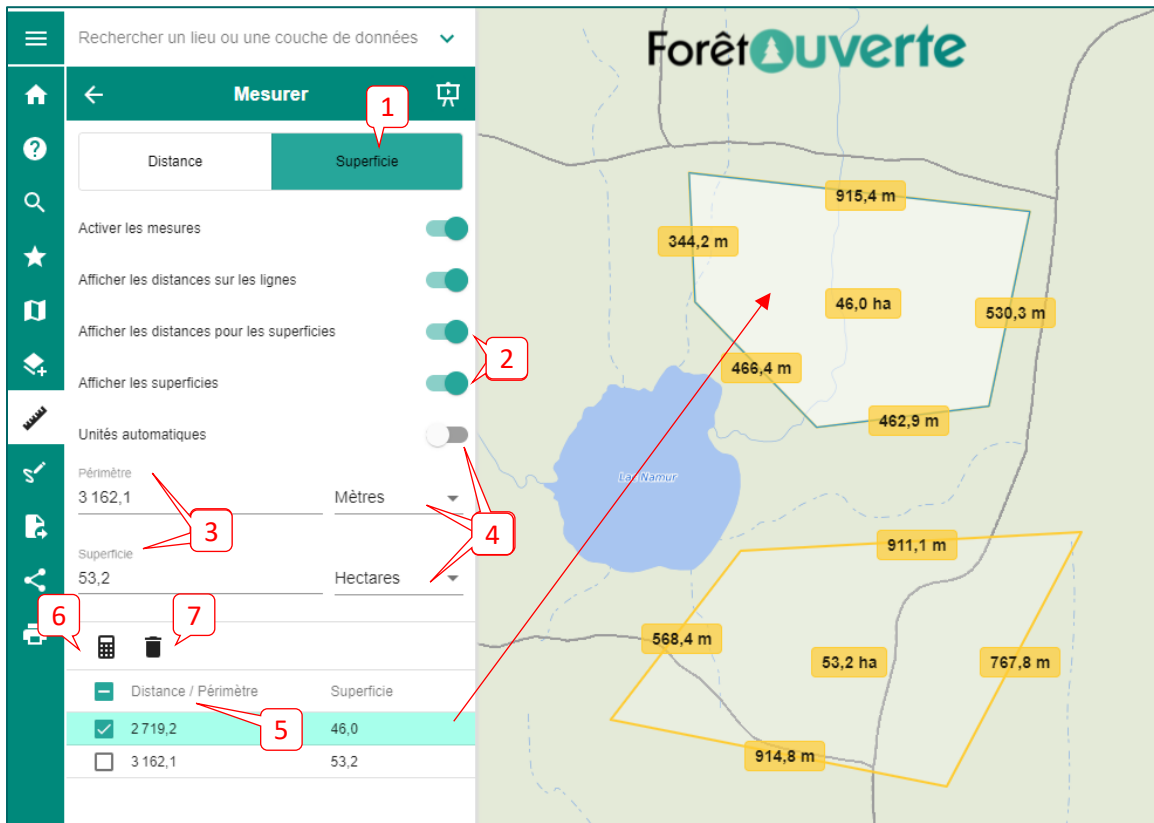 Rechercher un lieu ou une couche de données
Mesurer
1
Distance
Superficie
Activer les mesures
Afficher les distances sur les lignes
Afficher les distances pour les superficies
2
Afficher les superficies
Unités automatiques
Périmètre
3 162,1
Mètres
3
4
Superficie
53,2
Hectares
6
7
Distance / Périmètre
Superficie
5
2 719,2
46,0
3 162,1
53,2
ForêtOuverte
915,4 m
344,2 m
46,0 ha
530,3 m
466,4 m
462,9 m
Lac Namur
911,1 m
568,4 m
53,2 ha
767,8 m
914,8 m